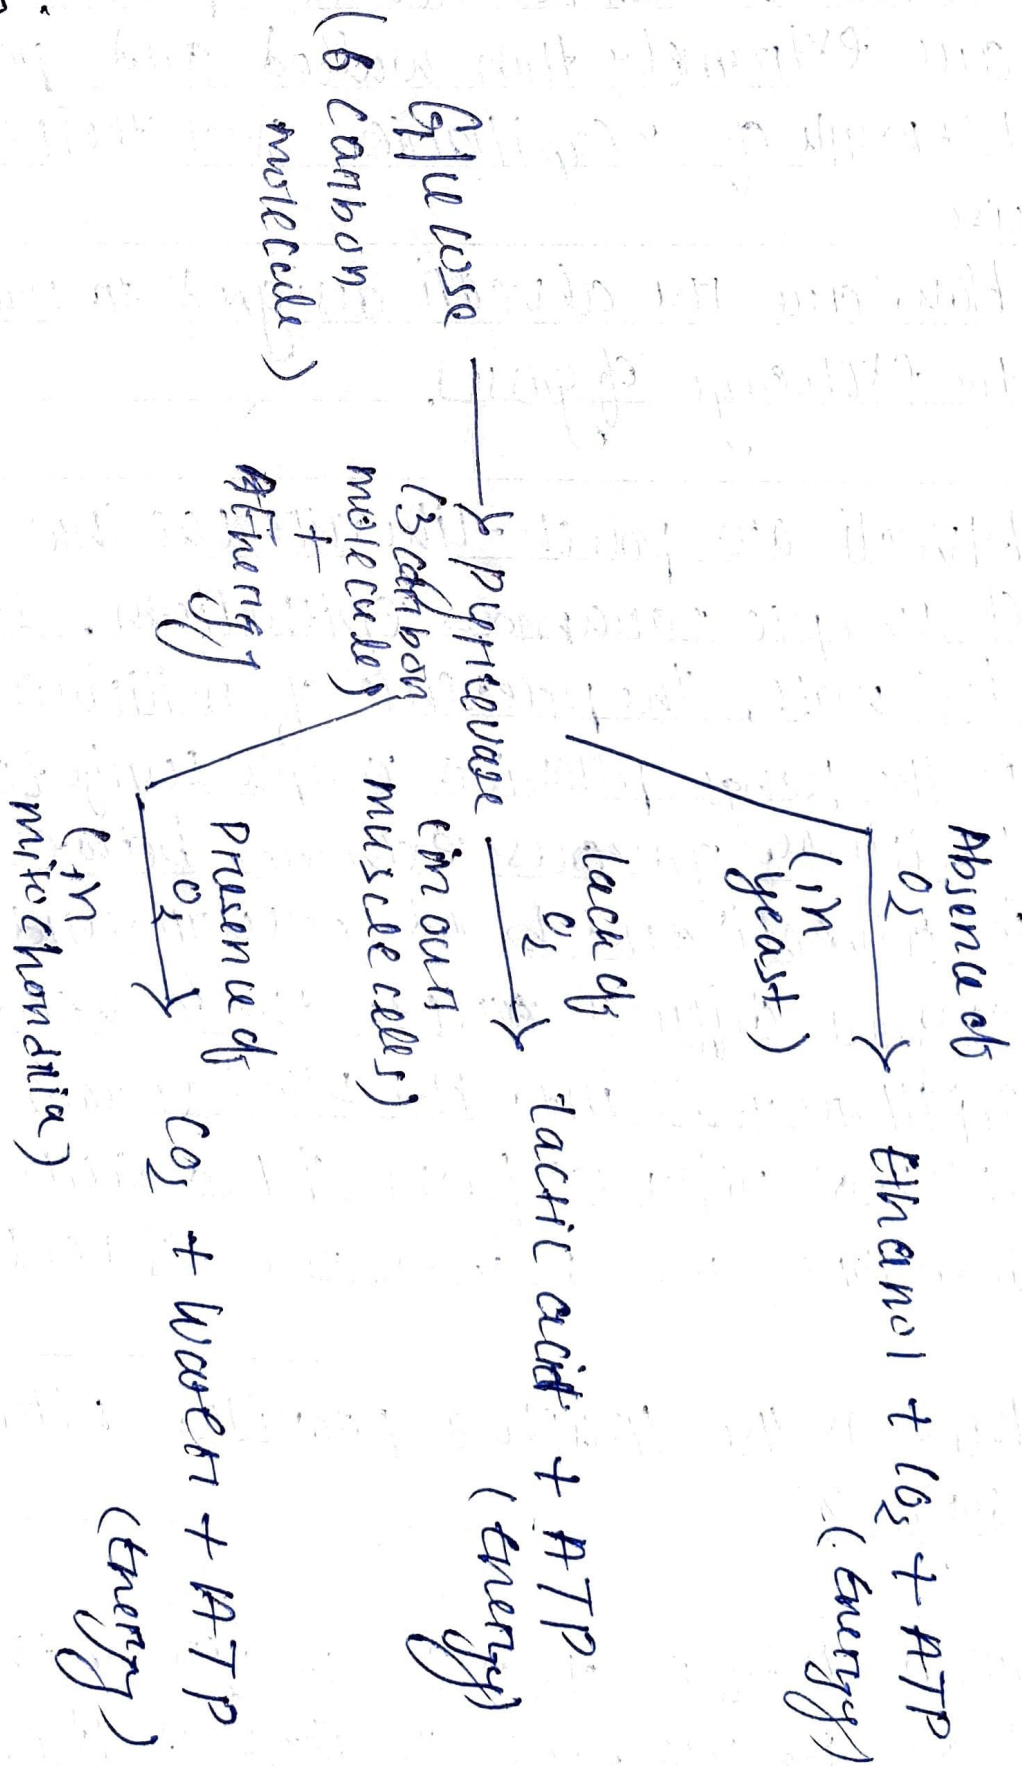 Absence of
O2
(in
yeast)
Ethanol + CO2 + ATP
(Energy)
Glucose
(6 carbon
molecule)
Pyruvate
(3 carbon
molecule)
+
Energy
lack of
O2
(in our
muscle cells)
lactic acid + ATP
(Energy)
Presence of
O2
(in
mitochondria)
CO2 + Water + ATP
(Energy)